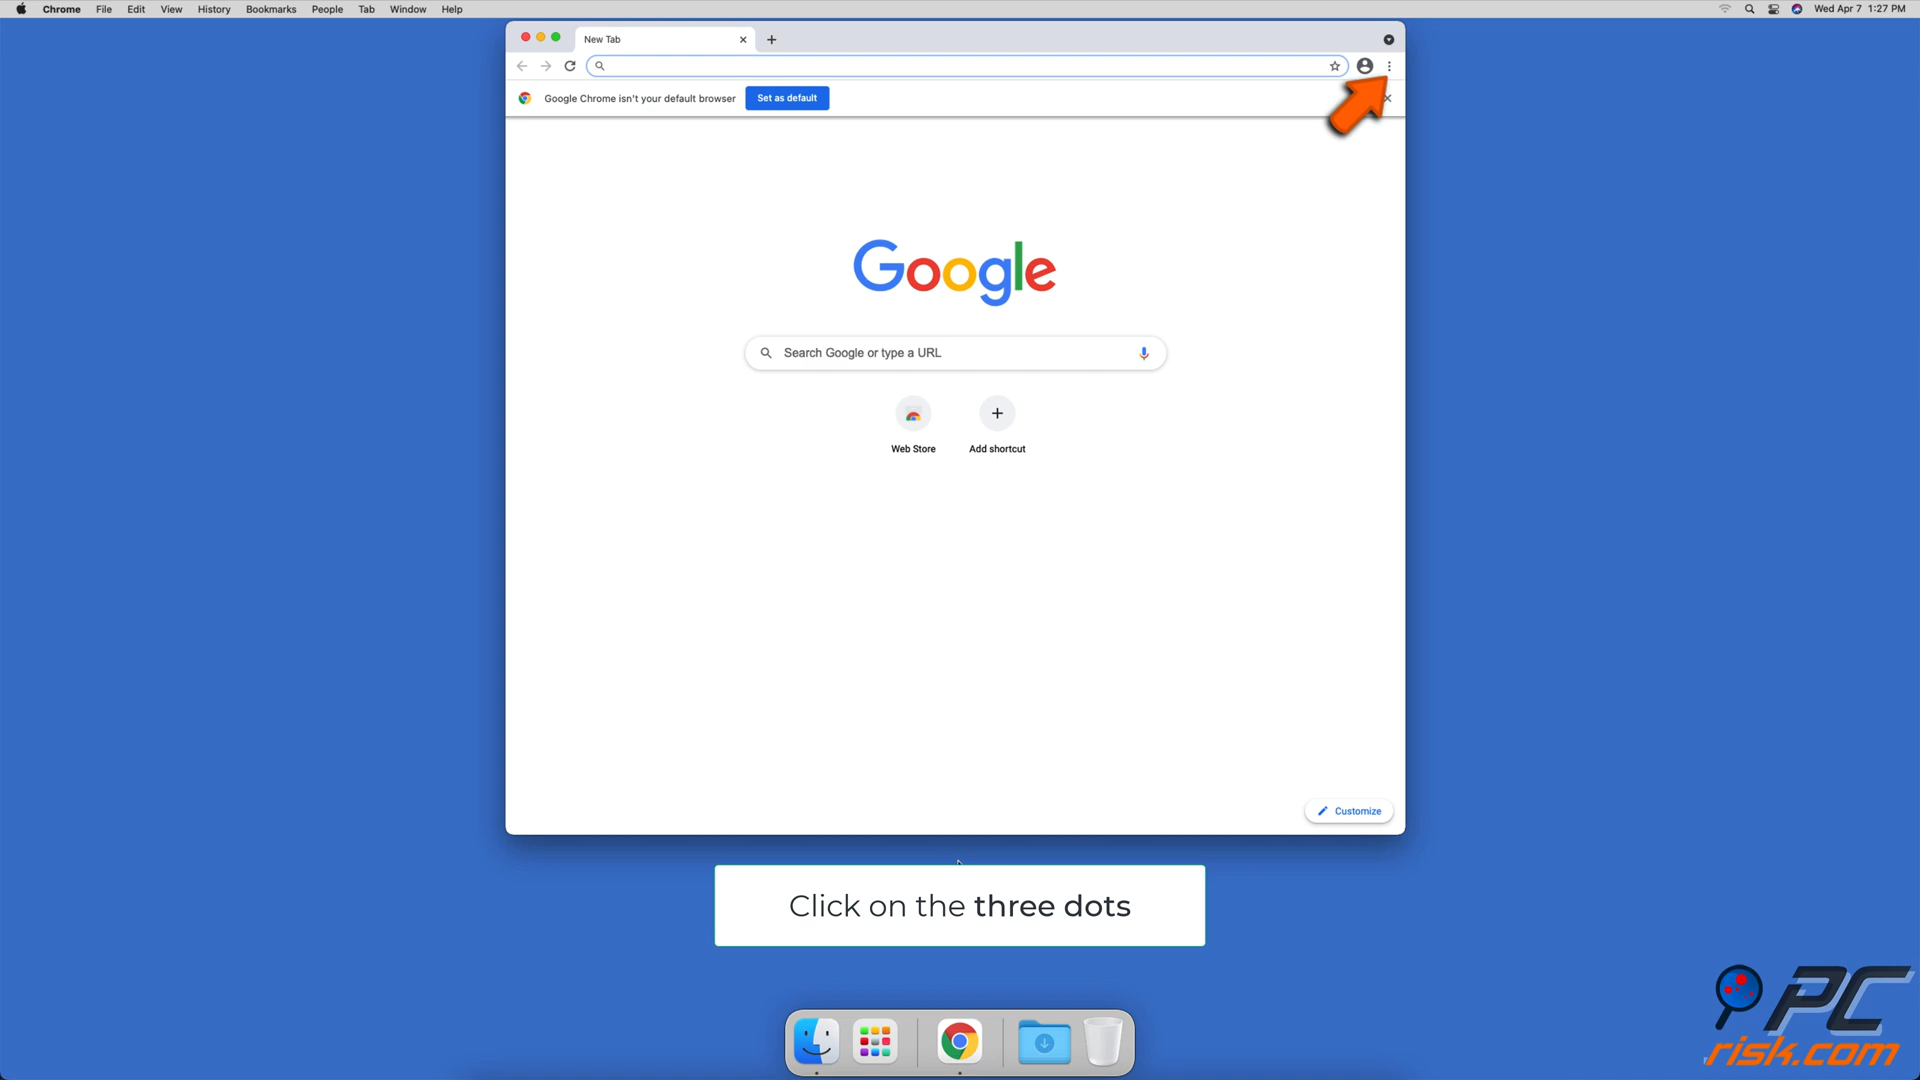 Chrome File Edit View History Bookmarks People Tab Window Help Wed Apr 7 1:27 PM
New Tab
Google Chrome isn't your default browser Set as default
Google
Search Google or type a URL
Web Store Add shortcut
Customize
Click on the three dots
PC
risk.com